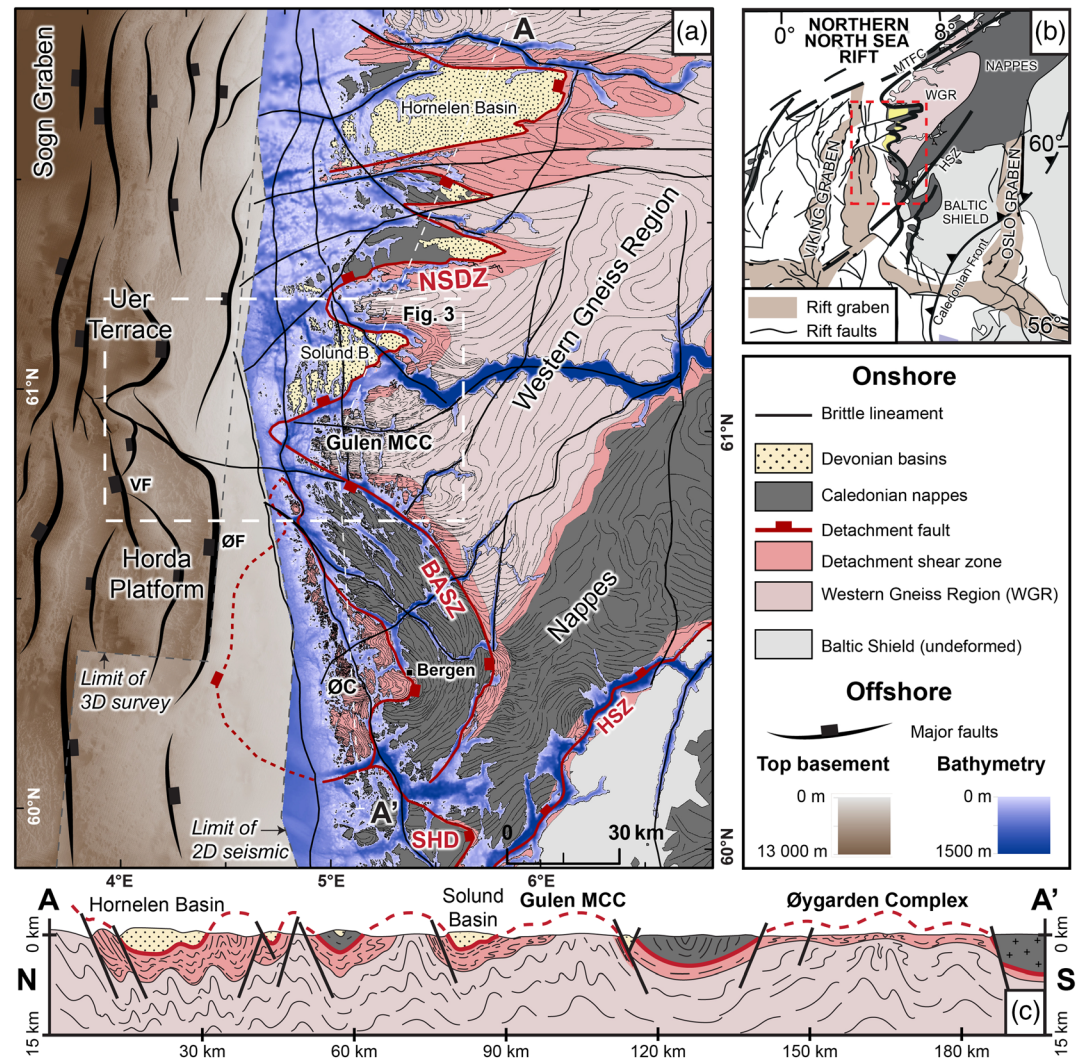 (a)
Sogn Graben
A
Hornelen Basin
NSDZ
Western Gneiss Region
Uer
Terrace
Fig. 3
Solund B.
Gulen MCC
61°N
61°N
VF
ØF
Horda
Platform
BASZ
Nappes
Bergen
ØC
Limit of
3D survey
HSZ
60°N
60°N
A'
Limit of
2D seismic
SHD
0
30 km
4°E
5°E
6°E
(b)
0°
NORTHERN
NORTH SEA
RIFT
8°
MTFC
NAPPES
WGR
60°
HSZ
VIKING GRABEN
BALTIC
SHIELD
OSLO GRABEN
Caledonian Front
56°
Rift graben
Rift faults
Onshore
Brittle lineament
Devonian basins
Caledonian nappes
Detachment fault
Detachment shear zone
Western Gneiss Region (WGR)
Baltic Shield (undeformed)
Offshore
Major faults
Top basement
Bathymetry
0 m
13 000 m
0 m
1500 m
A
Hornelen Basin
Solund
Basin
Gulen MCC
Øygarden Complex
A'
0 km
0 km
N
S
(c)
15 km
15 km
30 km
60 km
90 km
120 km
150 km
180 km